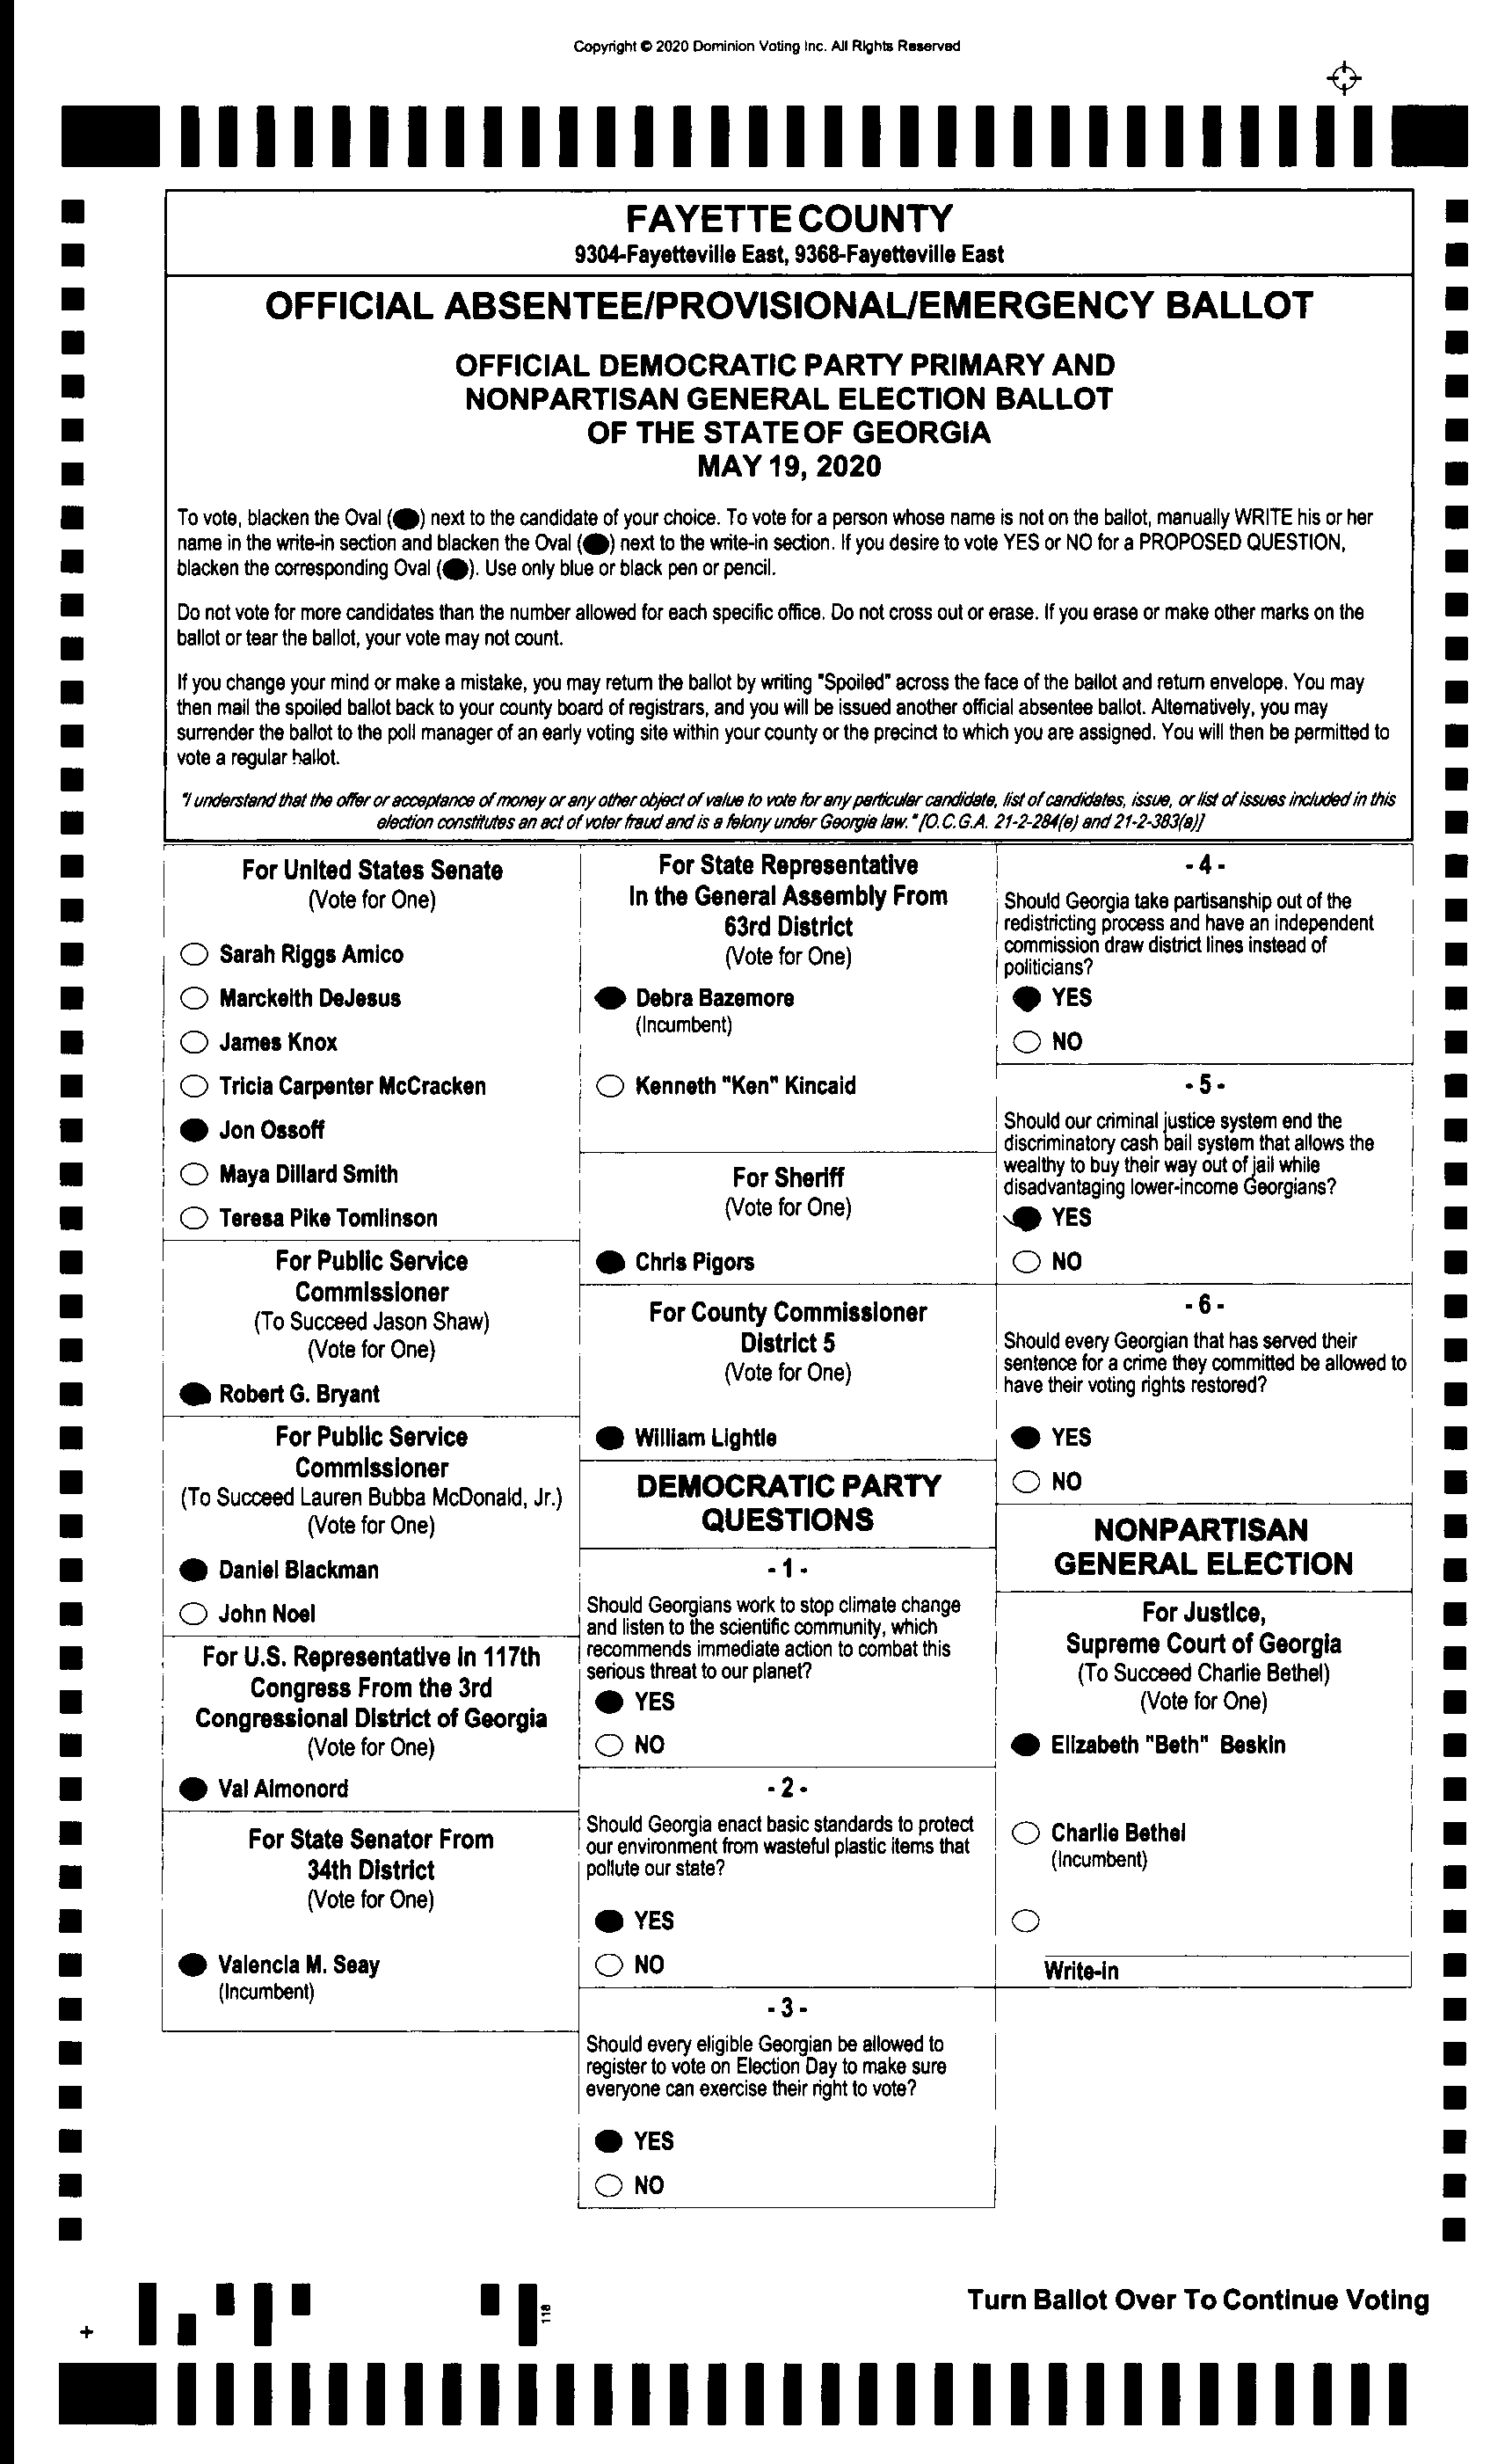 Copyright © 2020 Dominion Voting Inc. All Rights Reserved
FAYETTE COUNTY
9304-Fayetteville East, 9368-Fayetteville East
OFFICIAL ABSENTEE/PROVISIONAL/EMERGENCY BALLOT
OFFICIAL DEMOCRATIC PARTY PRIMARY AND
NONPARTISAN GENERAL ELECTION BALLOT
OF THE STATE OF GEORGIA
MAY 19, 2020
To vote, blacken the Oval ( ) next to the candidate of your choice. To vote for a person whose name is not on the ballot, manually WRITE his or her
name in the write-in section and blacken the Oval ( ) next to the write-in section. If you desire to vote YES or NO for a PROPOSED QUESTION,
blacken the corresponding Oval ( ). Use only blue or black pen or pencil.
Do not vote for more candidates than the number allowed for each specific office. Do not cross out or erase. If you erase or make other marks on the
ballot or tear the ballot, your vote may not count.
If you change your mind or make a mistake, you may return the ballot by writing "Spoiled" across the face of the ballot and return envelope. You may
then mail the spoiled ballot back to your county board of registrars, and you will be issued another official absentee ballot. Alternatively, you may
surrender the ballot to the poll manager of an early voting site within your county or the precinct to which you are assigned. You will then be permitted to
vote a regular ballot.
"I understand that the offer or acceptance of money or any other object of value to vote for any particular candidate, list of candidates, issue, or list of issues included in this
election constitutes an act of voter fraud and is a felony under Georgia law." [O.C.G.A. 21-2-284(e) and 21-2-383(a)]
For United States Senate
(Vote for One)
Sarah Riggs Amico
Marckeith DeJesus
James Knox
Tricia Carpenter McCracken
Jon Ossoff
Maya Dillard Smith
Teresa Pike Tomlinson
For Public Service
Commissioner
(To Succeed Jason Shaw)
(Vote for One)
Robert G. Bryant
For Public Service
Commissioner
(To Succeed Lauren Bubba McDonald, Jr.)
(Vote for One)
Daniel Blackman
John Noel
For U.S. Representative in 117th
Congress From the 3rd
Congressional District of Georgia
(Vote for One)
Val Almonord
For State Senator From
34th District
(Vote for One)
Valencia M. Seay
(Incumbent)
For State Representative
In the General Assembly From
63rd District
(Vote for One)
Debra Bazemore
(Incumbent)
Kenneth "Ken" Kincaid
For Sheriff
(Vote for One)
Chris Pigors
For County Commissioner
District 5
(Vote for One)
William Lightle
DEMOCRATIC PARTY
QUESTIONS
- 1 -
Should Georgians work to stop climate change
and listen to the scientific community, which
recommends immediate action to combat this
serious threat to our planet?
YES
NO
- 2 -
Should Georgia enact basic standards to protect
our environment from wasteful plastic items that
pollute our state?
YES
NO
- 3 -
Should every eligible Georgian be allowed to
register to vote on Election Day to make sure
everyone can exercise their right to vote?
YES
NO
- 4 -
Should Georgia take partisanship out of the
redistricting process and have an independent
commission draw district lines instead of
politicians?
YES
NO
- 5 -
Should our criminal justice system end the
discriminatory cash bail system that allows the
wealthy to buy their way out of jail while
disadvantaging lower-income Georgians?
YES
NO
- 6 -
Should every Georgian that has served their
sentence for a crime they committed be allowed to
have their voting rights restored?
YES
NO
NONPARTISAN
GENERAL ELECTION
For Justice,
Supreme Court of Georgia
(To Succeed Charlie Bethel)
(Vote for One)
Elizabeth "Beth" Beskin
Charlie Bethel
(Incumbent)
Write-in
Turn Ballot Over To Continue Voting
118
+